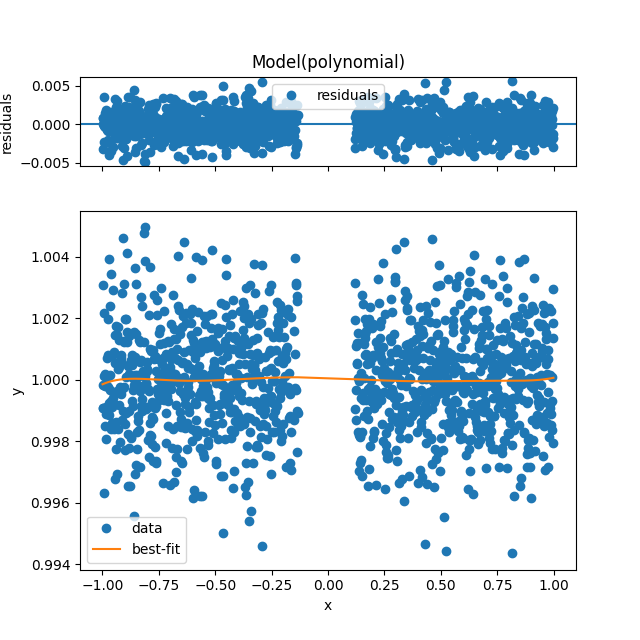 Model(polynomial)
residuals
0.005
0.000
−0.005
residuals
y
1.004
1.002
1.000
0.998
0.996
0.994
data
best-fit
−1.00 −0.75 −0.50 −0.25 0.00 0.25 0.50 0.75 1.00
x